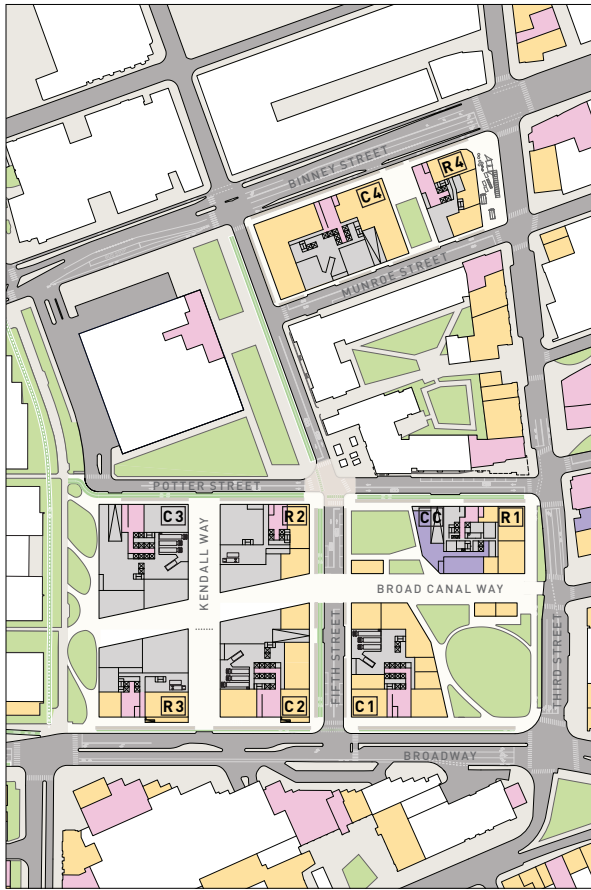 BINNEY STREET
R4
C4
MUNROE STREET
POTTER STREET
C3
R2
CC
R1
KENDALL WAY
BROAD CANAL WAY
FIFTH STREET
THIRD STREET
R3
C2
C1
BROADWAY